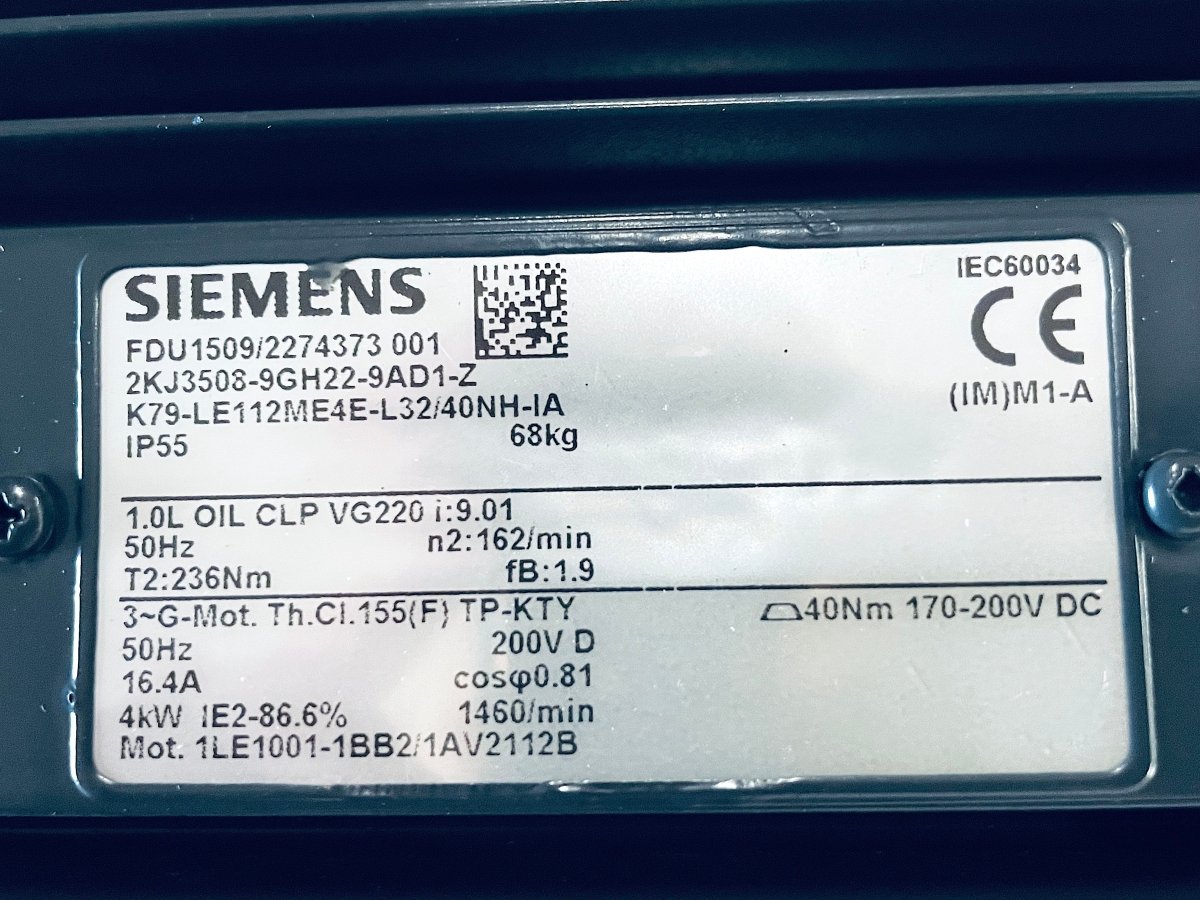 SIEMENS
IEC60034
CE
FDU1509/2274373 001
2KJ3508-9GH22-9AD1-Z
(IM)M1-A
K79-LE112ME4E-L32/40NH-IA
IP55 68kg
1.0L OIL CLP VG220 i:9.01
50Hz n2:162/min
T2:236Nm fB:1.9
3~G-Mot. Th.Cl.155(F) TP-KTY 40Nm 170-200V DC
50Hz 200V D
16.4A cosφ0.81
4kW IE2-86.6% 1460/min
Mot. 1LE1001-1BB2/1AV2112B